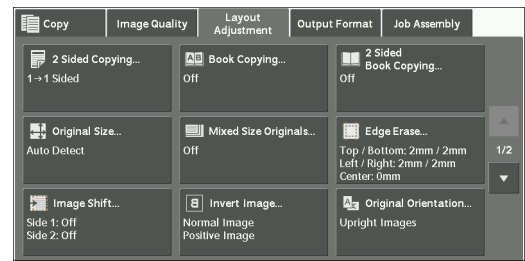 Copy
Image Quality
Layout
Adjustment
Output Format
Job Assembly
2 Sided Copying...
1→1 Sided
AB Book Copying...
Off
2 Sided
Book Copying...
Off
Original Size...
Auto Detect
Mixed Size Originals...
Off
Edge Erase...
Top / Bottom: 2mm / 2mm
Left / Right: 2mm / 2mm
Center: 0mm
1/2
Image Shift...
Side 1: Off
Side 2: Off
B Invert Image...
Normal Image
Positive Image
A Original Orientation...
Upright Images